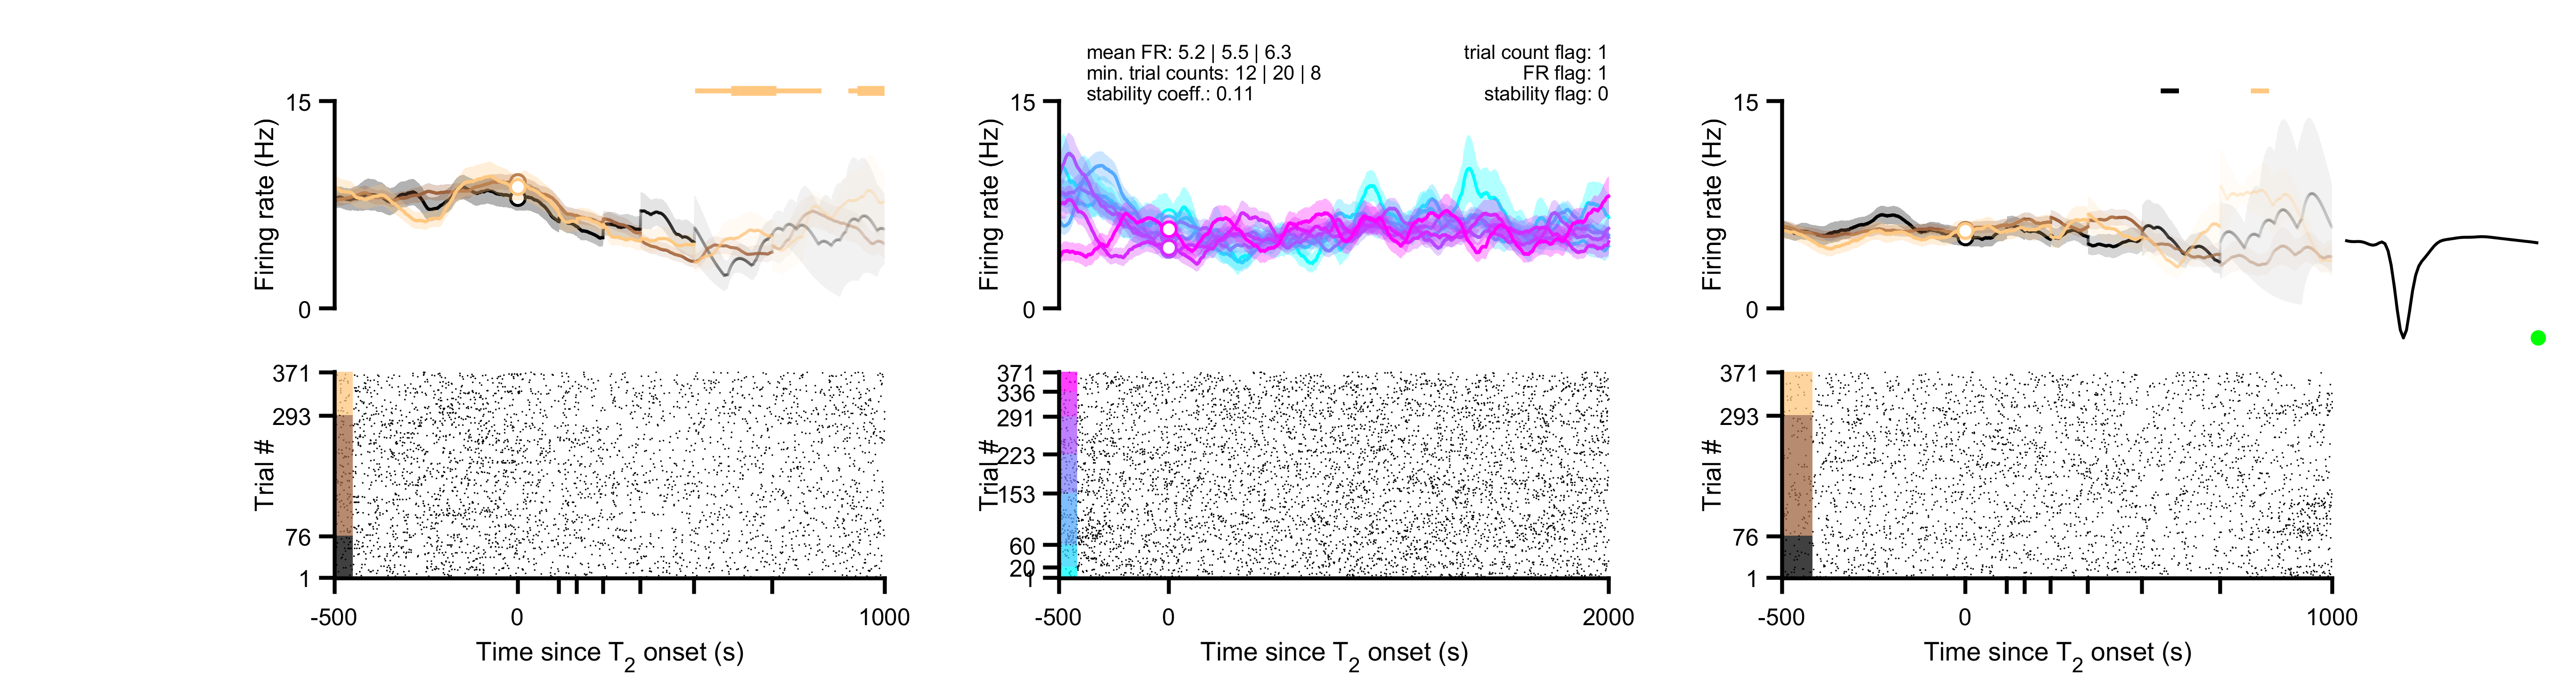 mean FR: 5.2 | 5.5 | 6.3
min. trial counts: 12 | 20 | 8
stability coeff.: 0.11
trial count flag: 1
FR flag: 1
stability flag: 0
15
Firing rate (Hz)
0
371
293
Trial #
76
1
-500
0
1000
Time since T2 onset (s)
15
Firing rate (Hz)
0
371
336
291
223
Trial #
153
60
20
1
-500
0
2000
Time since T2 onset (s)
15
Firing rate (Hz)
0
371
293
Trial #
76
1
-500
0
1000
Time since T2 onset (s)